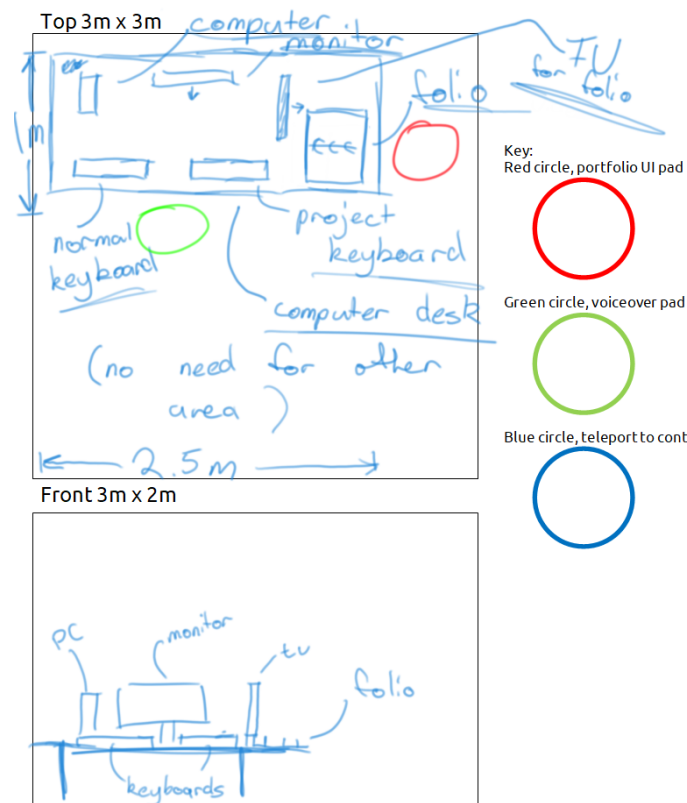 Top 3m x 3m
computer
monitor
TV
for folio
folio
1m
€€€
normal
keyboard
project
keyboard
computer desk
(no need for other
area)
2.5m
Key:
Red circle, portfolio UI pad
Green circle, voiceover pad
Blue circle, teleport to cont
Front 3m x 2m
PC
monitor
tv
folio
keyboards